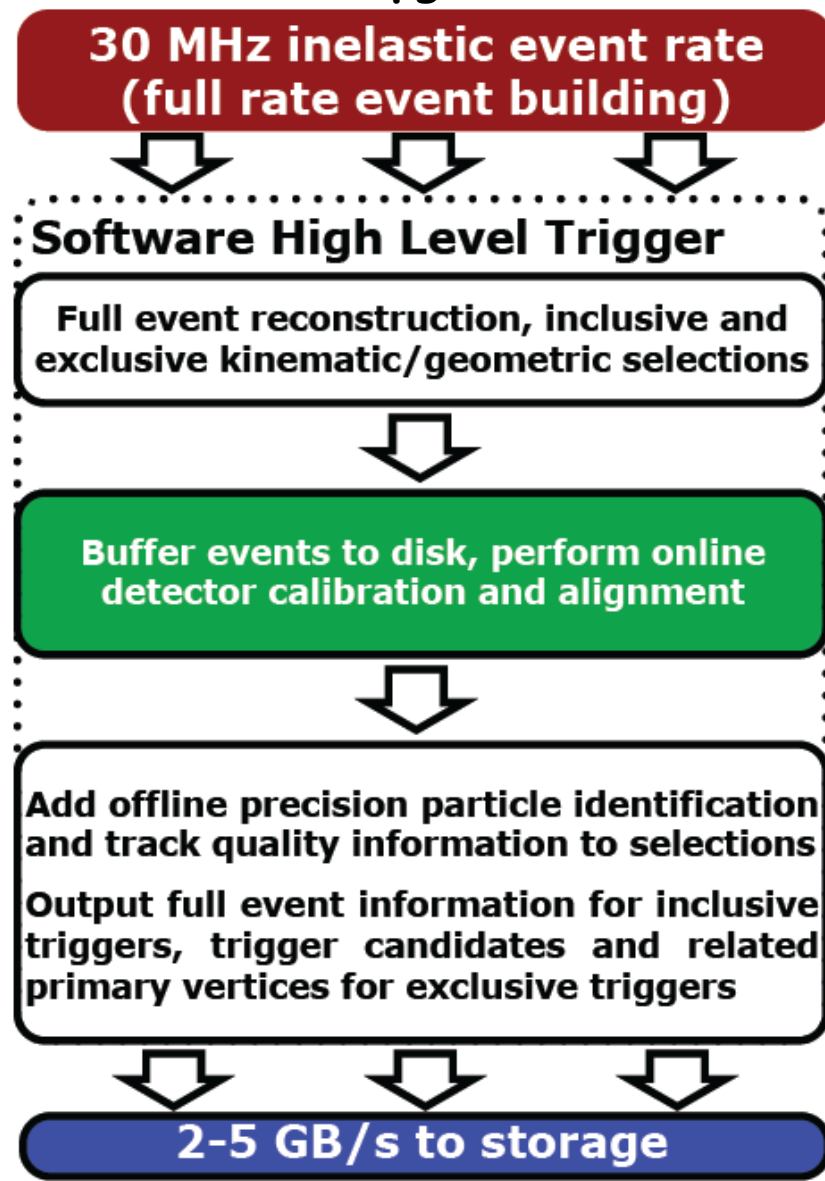 30 MHz inelastic event rate
(full rate event building)
Software High Level Trigger
Full event reconstruction, inclusive and
exclusive kinematic/geometric selections
Buffer events to disk, perform online
detector calibration and alignment
Add offline precision particle identification
and track quality information to selections
Output full event information for inclusive
triggers, trigger candidates and related
primary vertices for exclusive triggers
2-5 GB/s to storage